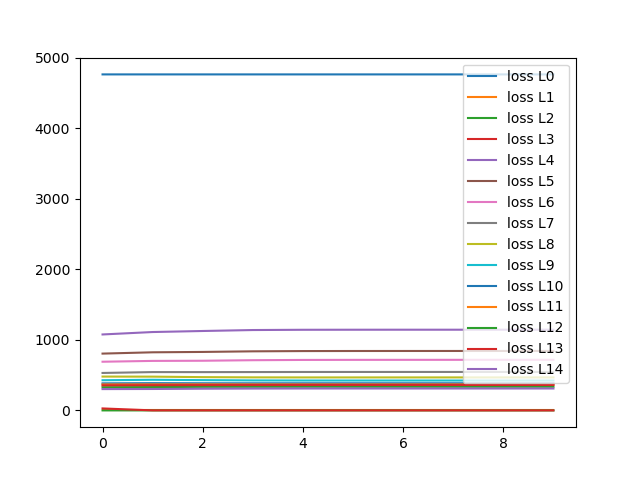 5000
4000
3000
2000
1000
0
0
2
4
6
8
loss L0
loss L1
loss L2
loss L3
loss L4
loss L5
loss L6
loss L7
loss L8
loss L9
loss L10
loss L11
loss L12
loss L13
loss L14